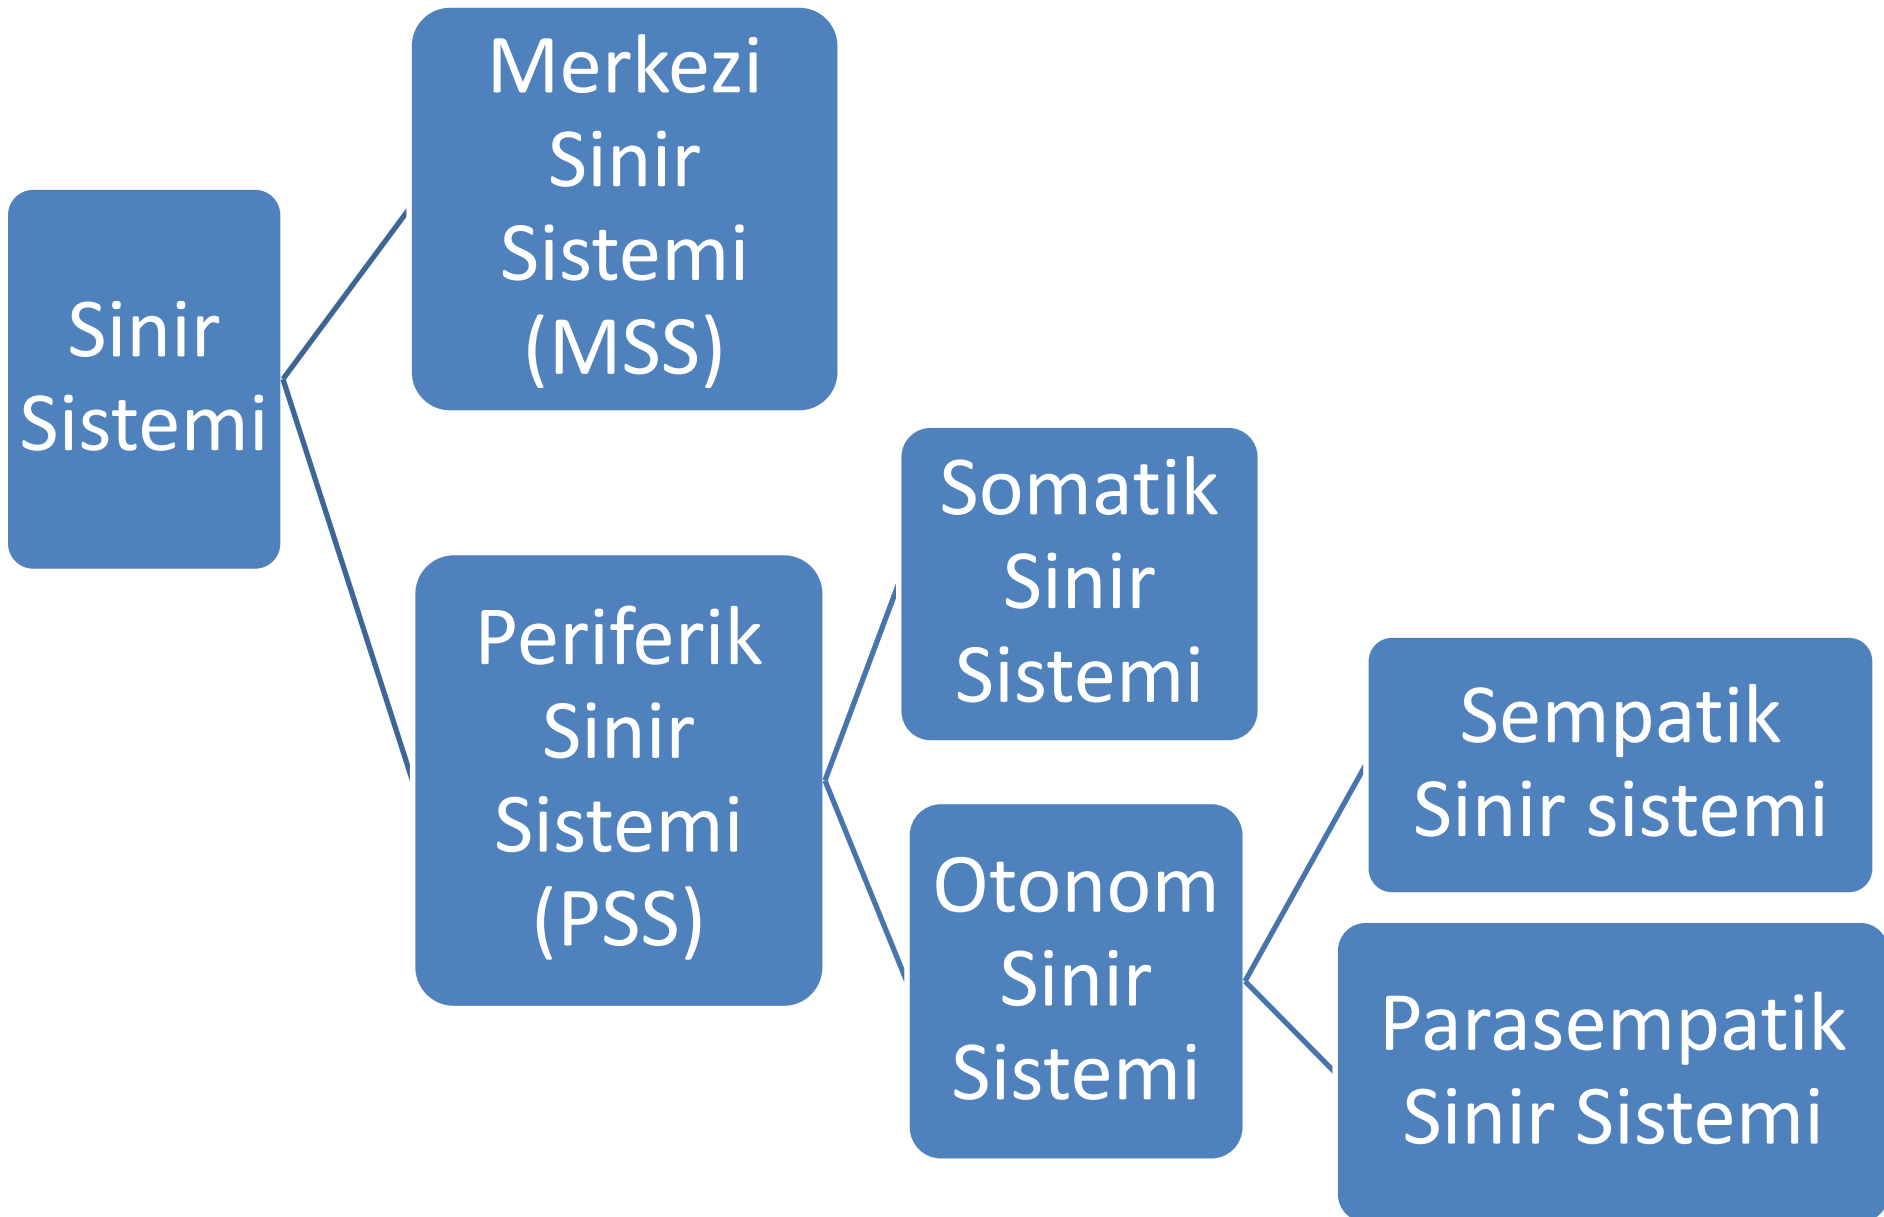 Sinir
Sistemi
Merkezi
Sinir
Sistemi
(MSS)
Periferik
Sinir
Sistemi
(PSS)
Somatik
Sinir
Sistemi
Otonom
Sinir
Sistemi
Sempatik
Sinir sistemi
Parasempatik
Sinir Sistemi